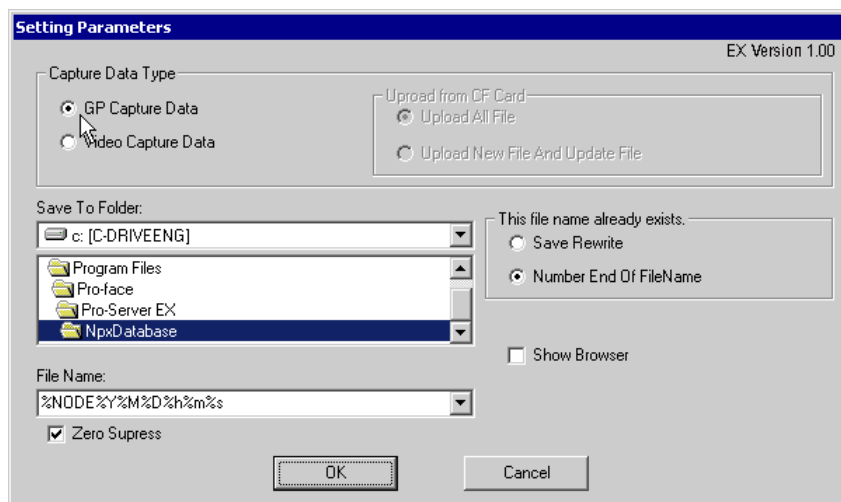 Setting Parameters
EX Version 1.00
Capture Data Type
GP Capture Data
Video Capture Data
Uproad from CF Card
Upload All File
Upload New File And Update File
Save To Folder:
c: [C-DRIVEENG]
Program Files
Pro-face
Pro-Server EX
NpxDatabase
This file name already exists.
Save Rewrite
Number End Of FileName
Show Browser
File Name:
%NODE%Y%M%D%h%m%s
Zero Supress
OK
Cancel